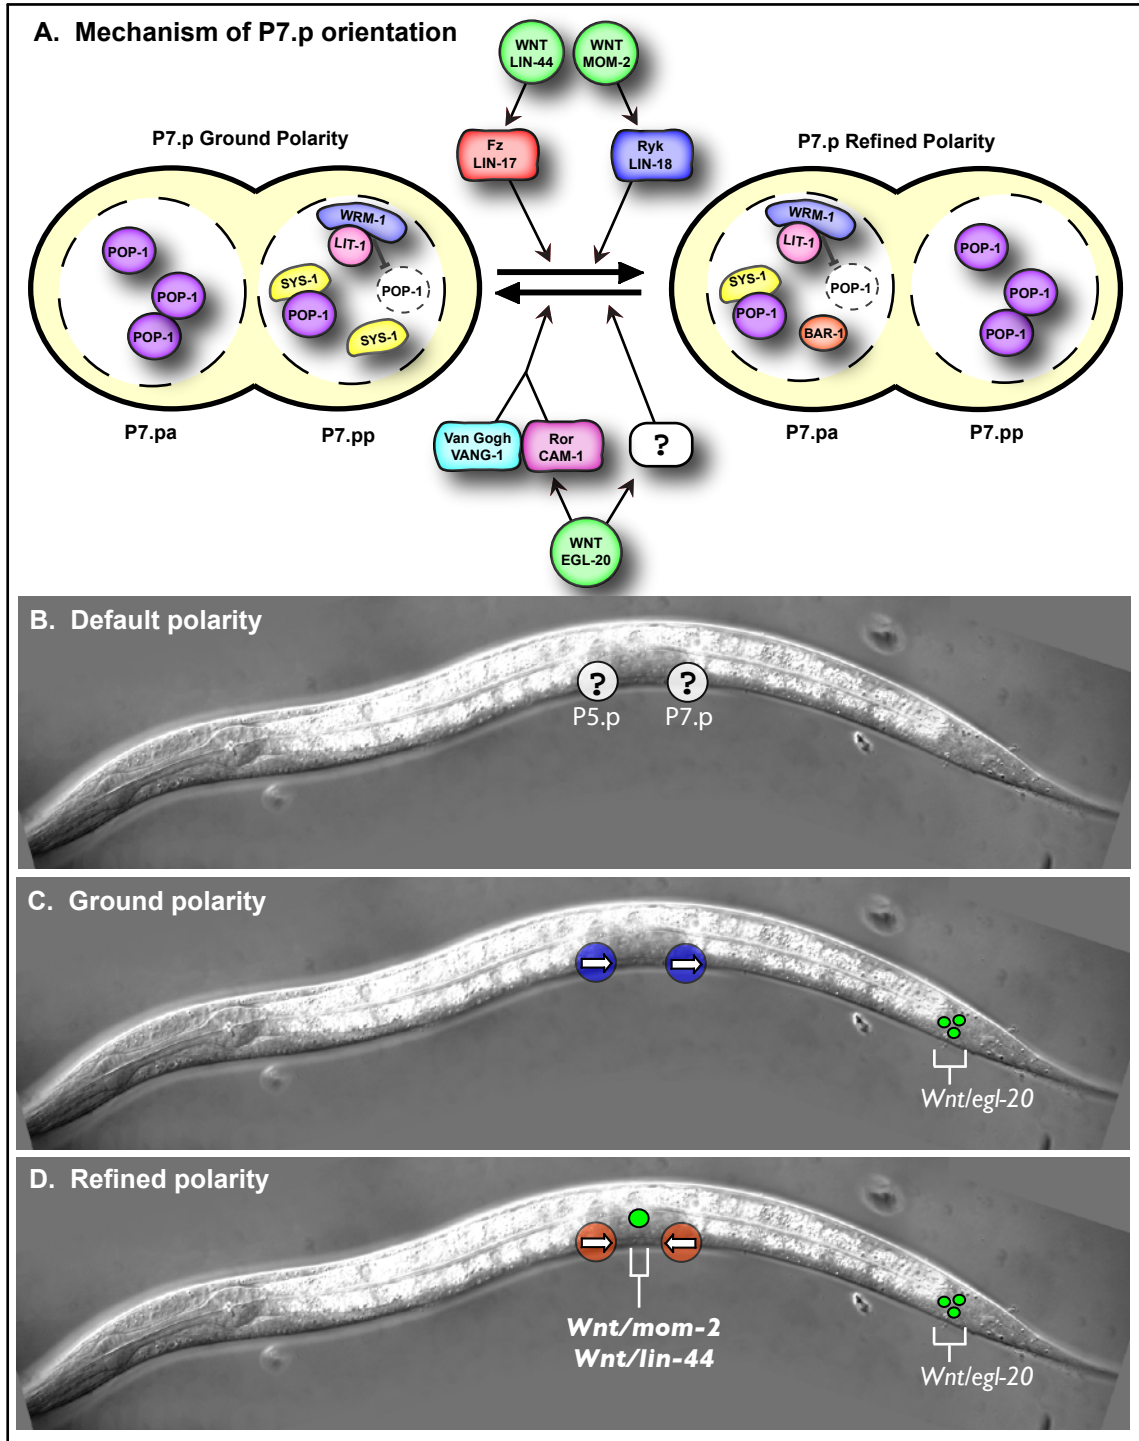 A. Mechanism of P7.p orientation
WNT
LIN-44
WNT
MOM-2
Fz
LIN-17
Ryk
LIN-18
P7.p Ground Polarity
P7.p Refined Polarity
POP-1
POP-1
POP-1
WRM-1
LIT-1
SYS-1
POP-1
POP-1
SYS-1
WRM-1
LIT-1
SYS-1
POP-1
POP-1
BAR-1
POP-1
POP-1
POP-1
P7.pa
P7.pp
P7.pa
P7.pp
Van Gogh
VANG-1
Ror
CAM-1
?
WNT
EGL-20
B. Default polarity
?
?
P5.p
P7.p
C. Ground polarity
Wnt/egl-20
D. Refined polarity
Wnt/mom-2
Wnt/lin-44
Wnt/egl-20